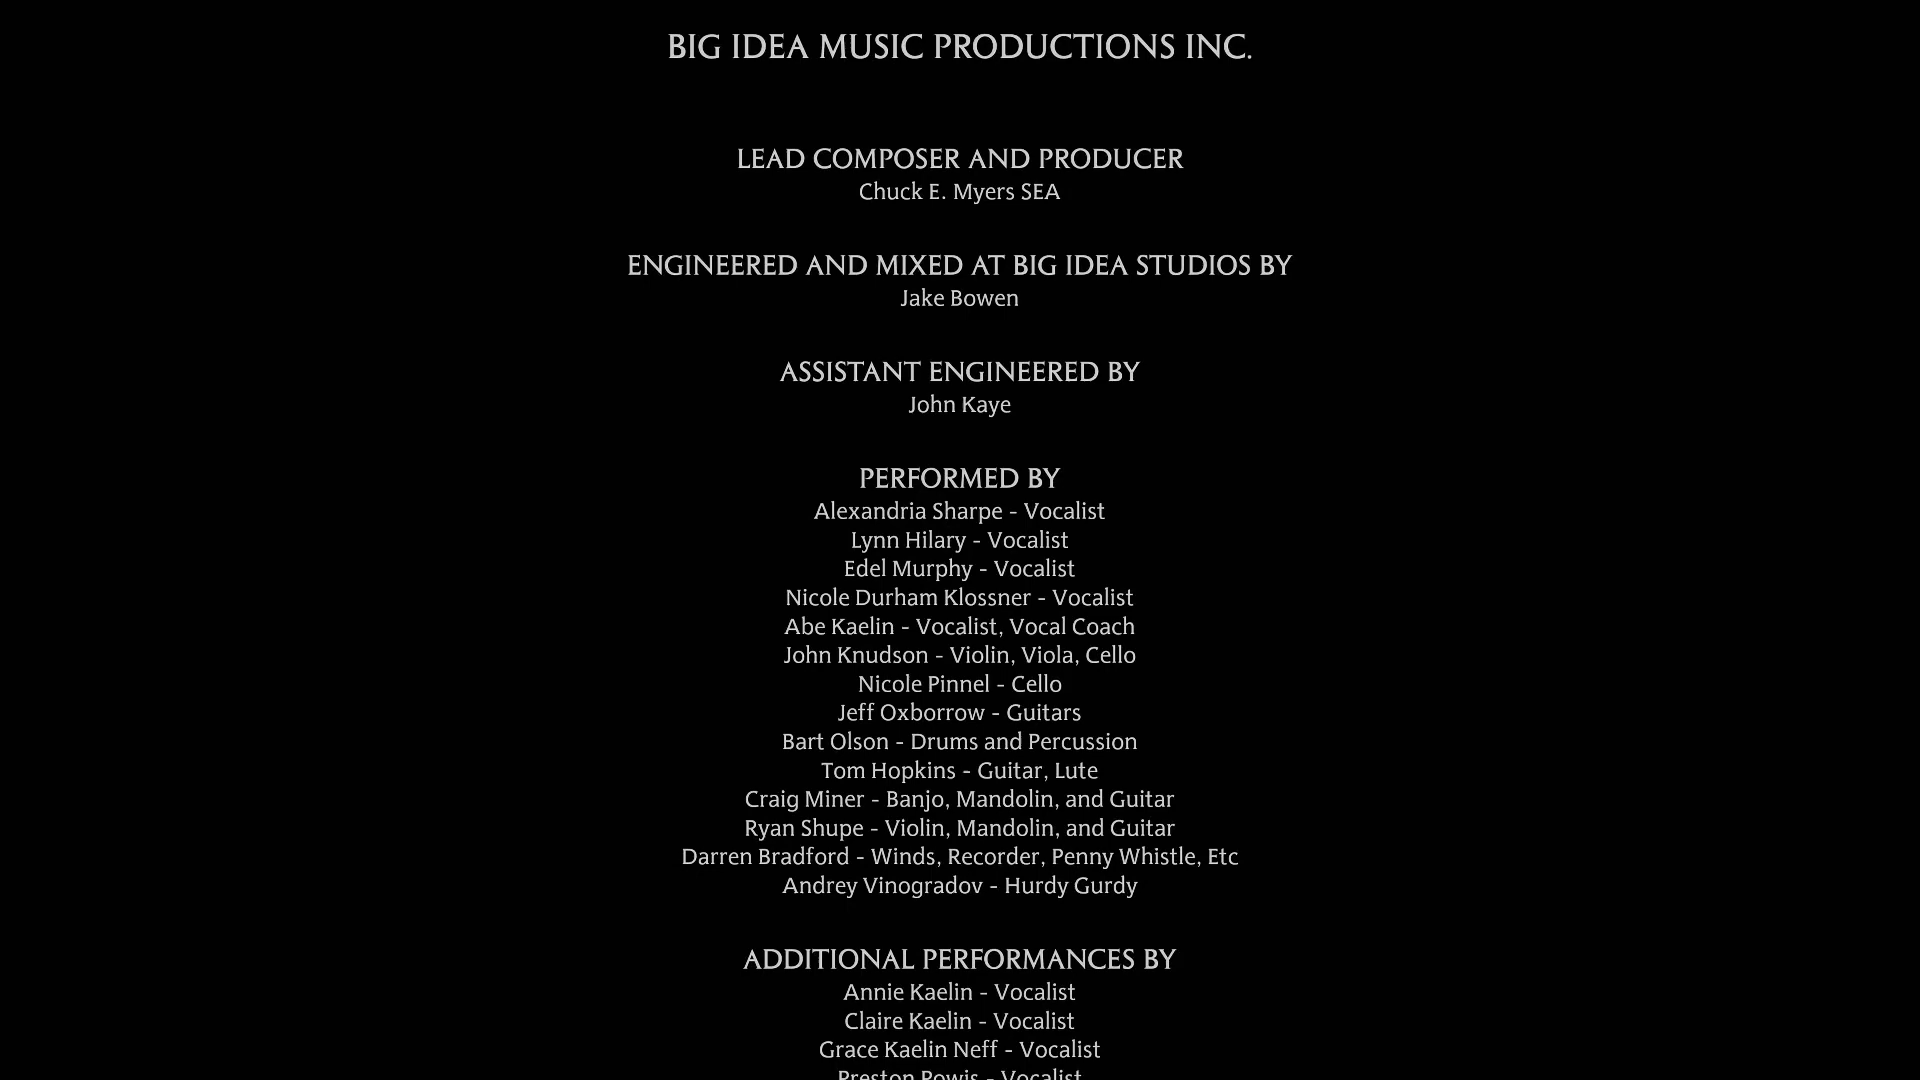 BIG IDEA MUSIC PRODUCTIONS INC.
LEAD COMPOSER AND PRODUCER
Chuck E. Myers SEA
ENGINEERED AND MIXED AT BIG IDEA STUDIOS BY
Jake Bowen
ASSISTANT ENGINEERED BY
John Kaye
PERFORMED BY
Alexandria Sharpe - Vocalist
Lynn Hilary - Vocalist
Edel Murphy - Vocalist
Nicole Durham Klossner - Vocalist
Abe Kaelin - Vocalist, Vocal Coach
John Knudson - Violin, Viola, Cello
Nicole Pinnel - Cello
Jeff Oxborrow - Guitars
Bart Olson - Drums and Percussion
Tom Hopkins - Guitar, Lute
Craig Miner - Banjo, Mandolin, and Guitar
Ryan Shupe - Violin, Mandolin, and Guitar
Darren Bradford - Winds, Recorder, Penny Whistle, Etc
Andrey Vinogradov - Hurdy Gurdy
ADDITIONAL PERFORMANCES BY
Annie Kaelin - Vocalist
Claire Kaelin - Vocalist
Grace Kaelin Neff - Vocalist
Preston Powis - Vocalist